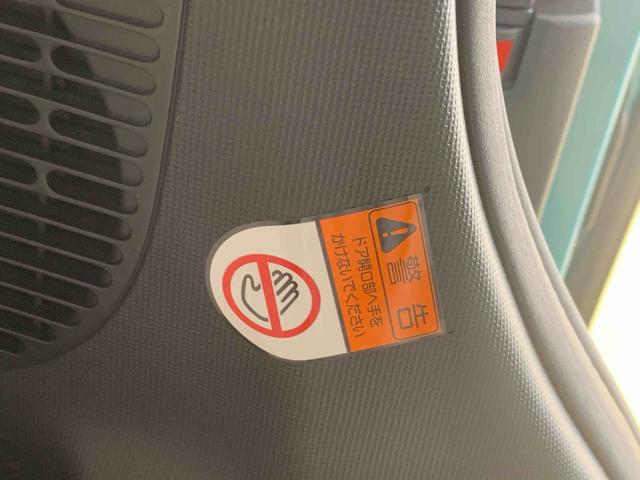 警告
ドア開口部へ手を
かけないでください